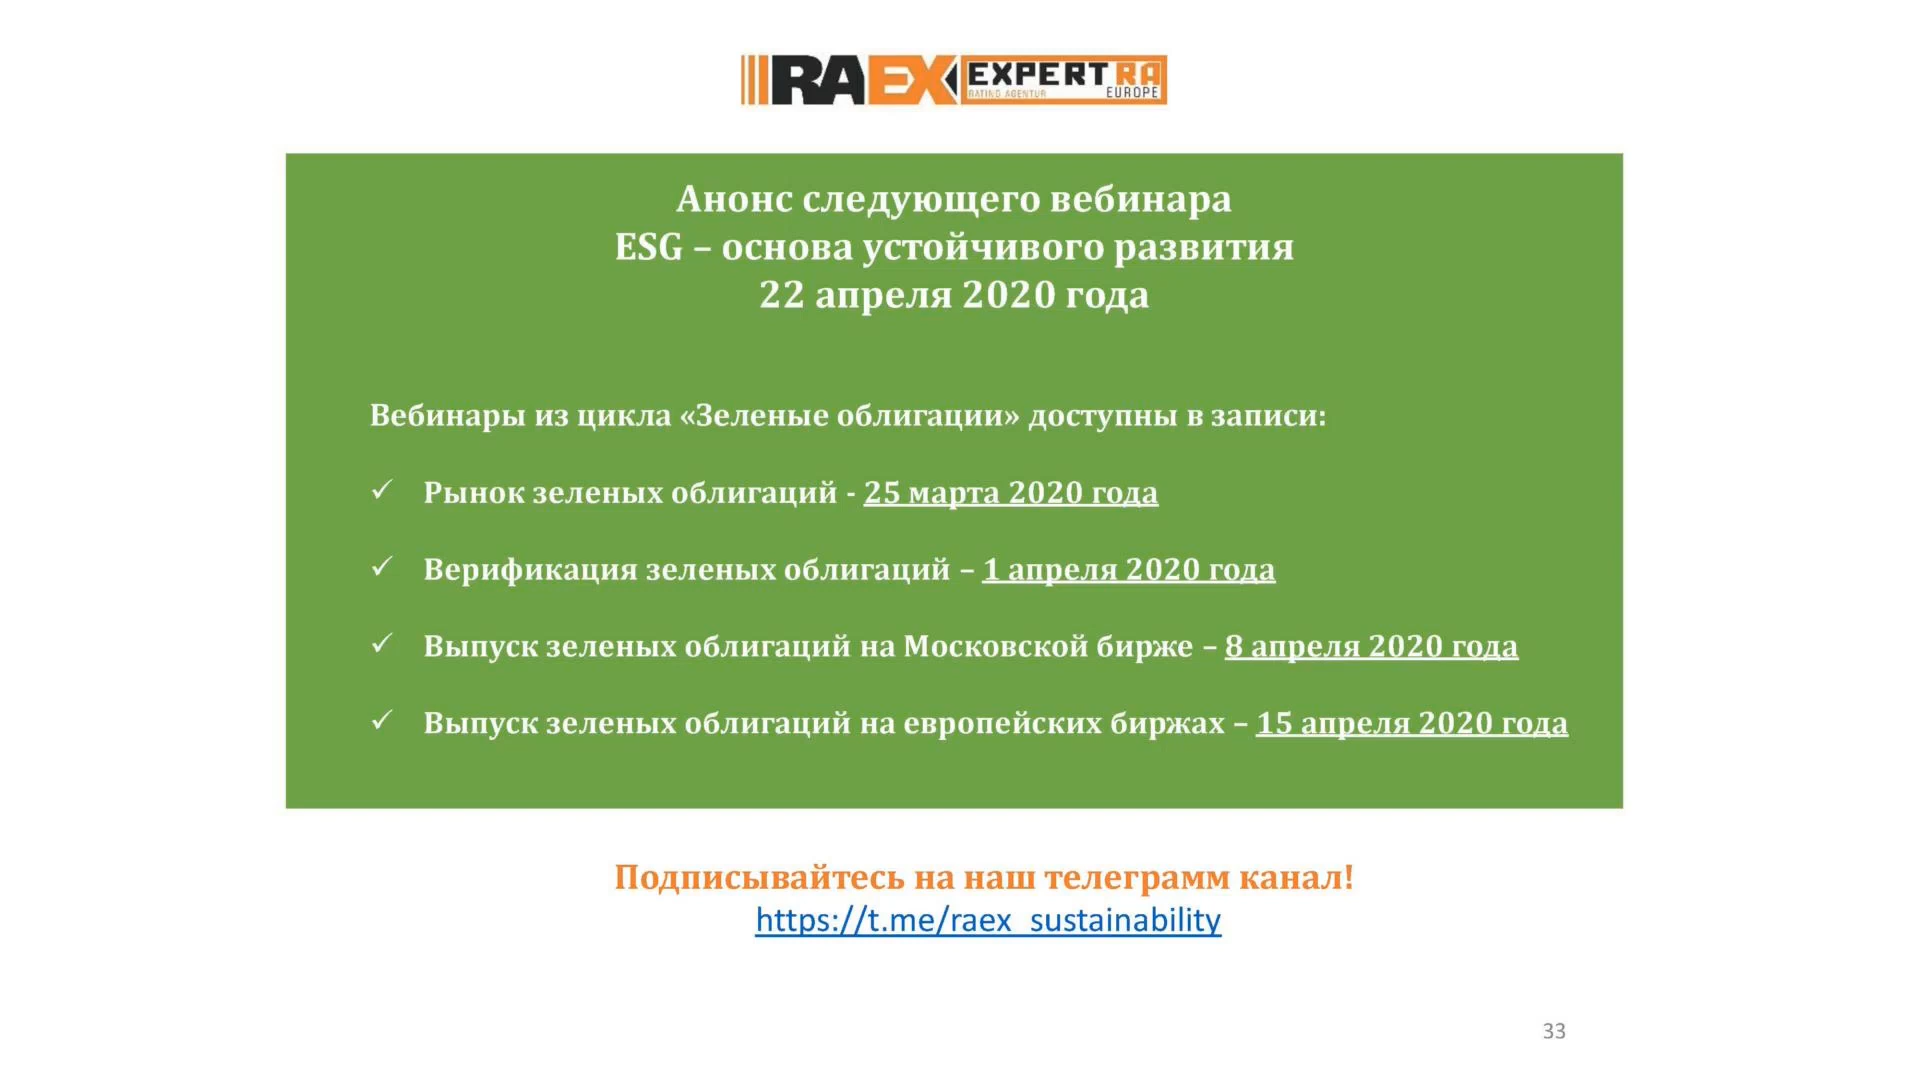 RAEX EXPERT RA
RATING AGENTUR EUROPE
Анонс следующего вебинара
ESG – основа устойчивого развития
22 апреля 2020 года
Вебинары из цикла «Зеленые облигации» доступны в записи:
✓ Рынок зеленых облигаций - 25 марта 2020 года
✓ Верификация зеленых облигаций – 1 апреля 2020 года
✓ Выпуск зеленых облигаций на Московской бирже – 8 апреля 2020 года
✓ Выпуск зеленых облигаций на европейских биржах – 15 апреля 2020 года
Подписывайтесь на наш телеграмм канал!
https://t.me/raex_sustainability
33